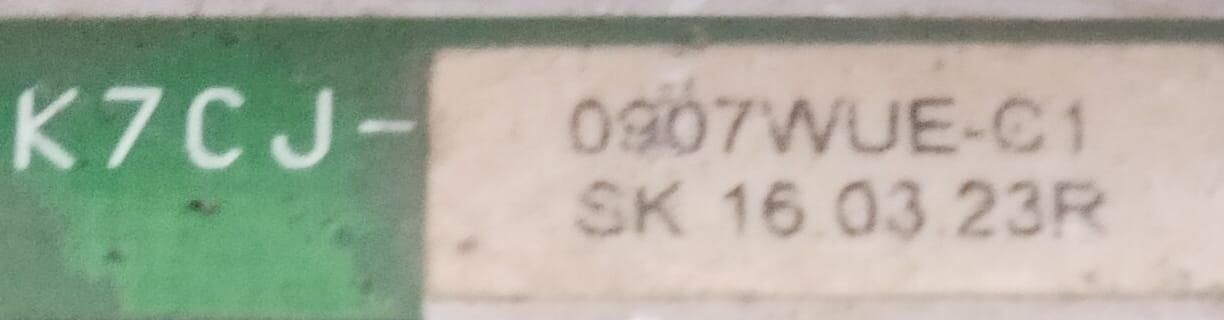 K7CJ-
0907WUE-C1
SK 16.03.23R